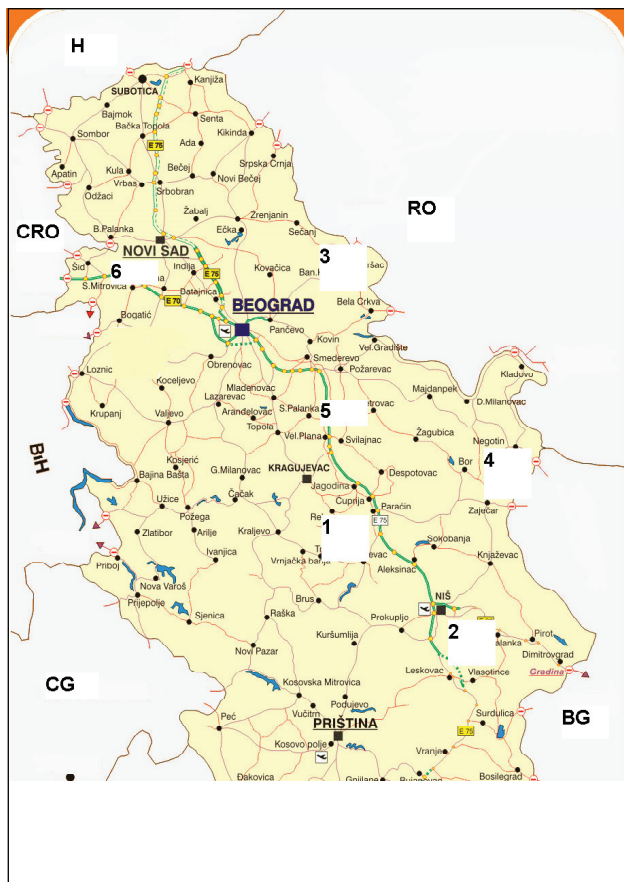 H
SUBOTICA
Kanjiža
Bajmok
Bačka Topola
Senta
Sombor
E 75
Ada
Kikinda
Apatin
Kula
Bečej
Srpska Crnja
Odžaci
Vrbas
Srbobran
Novi Bečej
RO
CRO
B.Palanka
Žabalj
Zrenjanin
Ečka
Sečanj
NOVI SAD
3
Šid
6
Indija
E 75
Kovačica
Ban.
S.Mitrovica
Batajnica
E 70
BEOGRAD
Bela Crkva
Bogatić
Pančevo
Kovin
Vel.Gradište
Obrenovac
Smederevo
Požarevac
Kladovo
Loznic
Koceljevo
Mladenovac
Majdanpek
Krupanj
Lazarevac
Aranđelovac
S.Palanka
5
D.Milanovac
Valjevo
Topola
Vel.Plana
Svilajnac
Žagubica
Negotin
BiH
Kosjerić
KRAGUJEVAC
4
Bajina Bašta
G.Milanovac
Despotovac
Bor
Užice
Čačak
Jagodina
Ćuprija
Paraćin
Požega
E 75
Zaječar
Zlatibor
Arilje
Kraljevo
1
Sokobanja
Priboj
Ivanjica
Vrnjačka banja
Aleksinac
Knjaževac
Nova Varoš
Prijepolje
Brus
NIŠ
Sjenica
Raška
Prokuplje
2
Kuršumlija
Pirot
Novi Pazar
Dimitrovgrad
CG
Kosovska Mitrovica
Leskovac
Vlasotince
Gradina
Vučitrn
Podujevo
Peć
PRIŠTINA
Surdulica
BG
E 75
Kosovo polje
Vranje
Đakovica
Bosilegrad